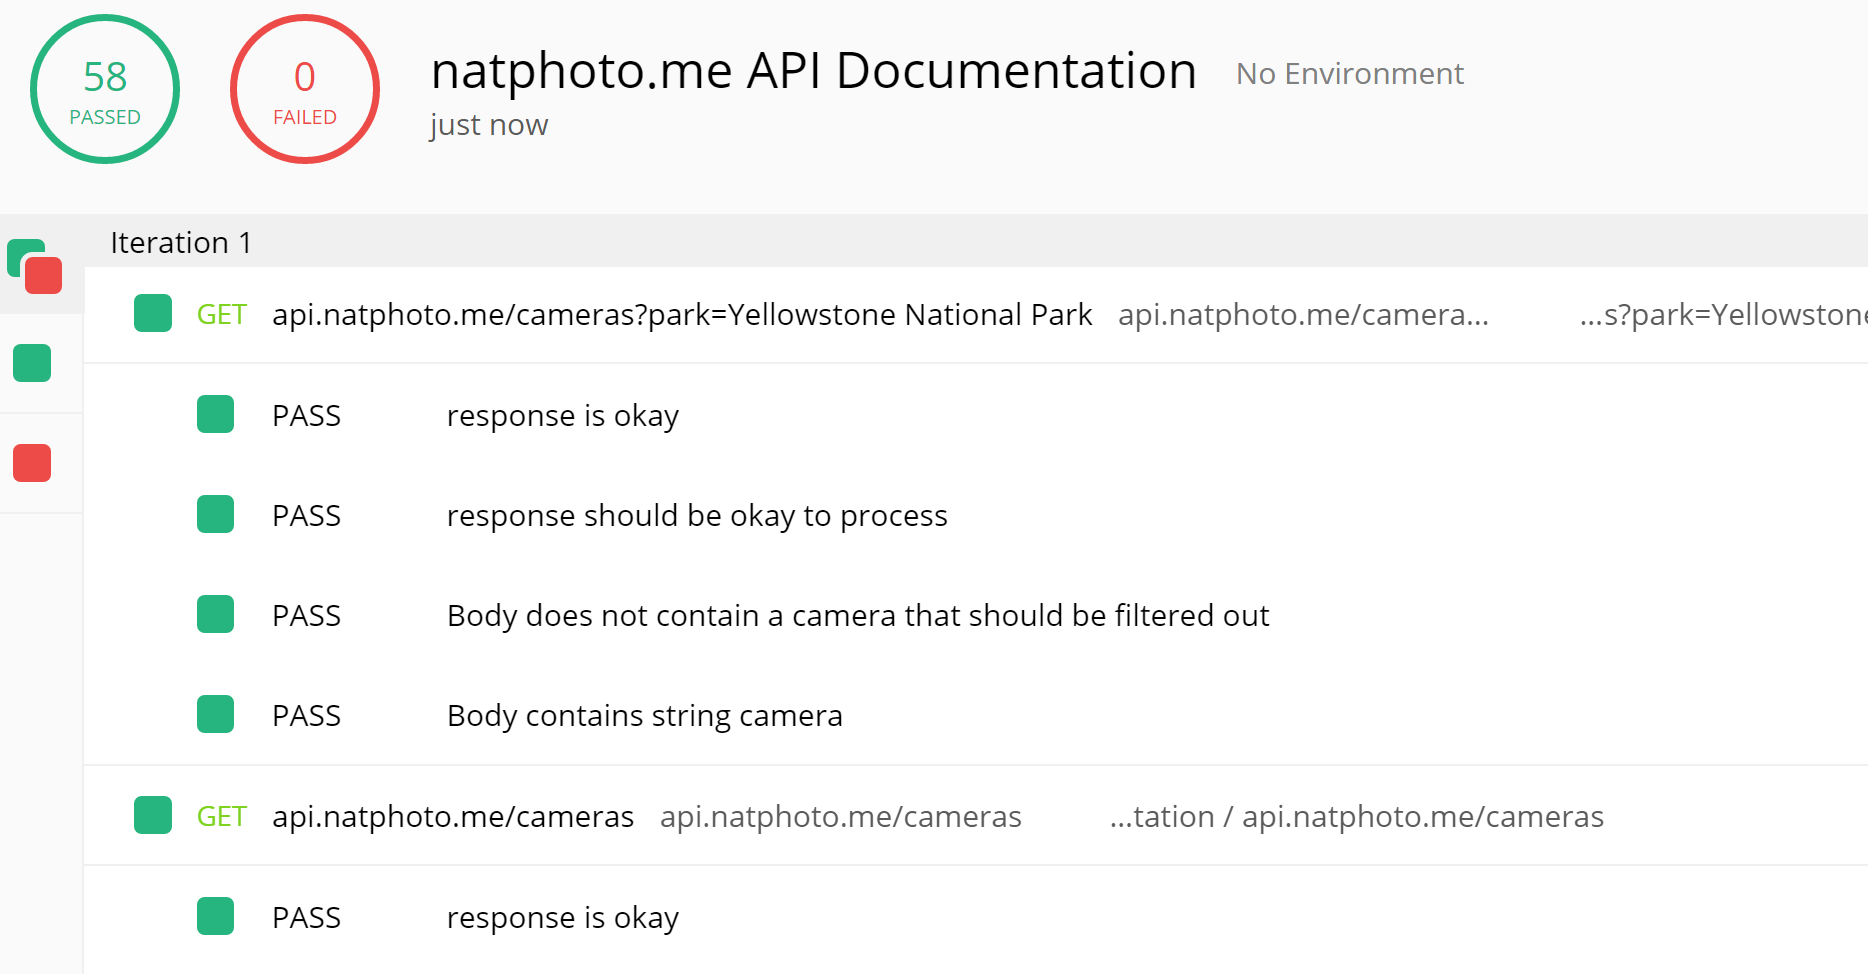 58
PASSED
0
FAILED
natphoto.me API Documentation No Environment
just now
Iteration 1
GET api.natphoto.me/cameras?park=Yellowstone National Park api.natphoto.me/camera... ...s?park=Yellowstone
PASS response is okay
PASS response should be okay to process
PASS Body does not contain a camera that should be filtered out
PASS Body contains string camera
GET api.natphoto.me/cameras api.natphoto.me/cameras ...tation / api.natphoto.me/cameras
PASS response is okay